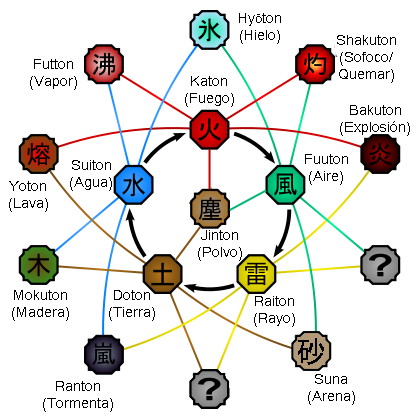 氷
Hyōton
(Hielo)
沸
Futton
(Vapor)
灼
Shakuton
(Sofoco/
Quemar)
Katon
(Fuego)
火
Bakuton
(Explosión)
炎
熔
Yoton
(Lava)
Suiton
(Agua)
水
風
Fuuton
(Aire)
塵
Jinton
(Polvo)
木
Mokuton
(Madera)
土
Doton
(Tierra)
雷
Raiton
(Rayo)
?
嵐
Ranton
(Tormenta)
?
砂
Suna
(Arena)